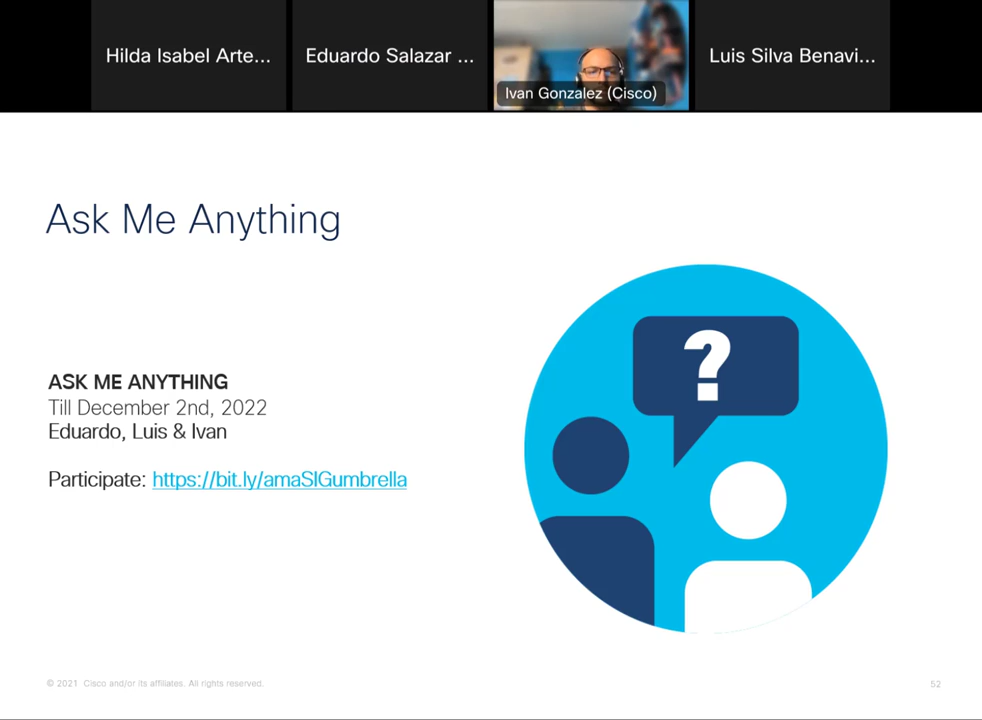 Hilda Isabel Arte...
Eduardo Salazar ...
Ivan Gonzalez (Cisco)
Luis Silva Benavi...
Ask Me Anything
?
ASK ME ANYTHING
Till December 2nd, 2022
Eduardo, Luis & Ivan
Participate: https://bit.ly/amaSIGumbrella
© 2021 Cisco and/or its affiliates. All rights reserved.
52